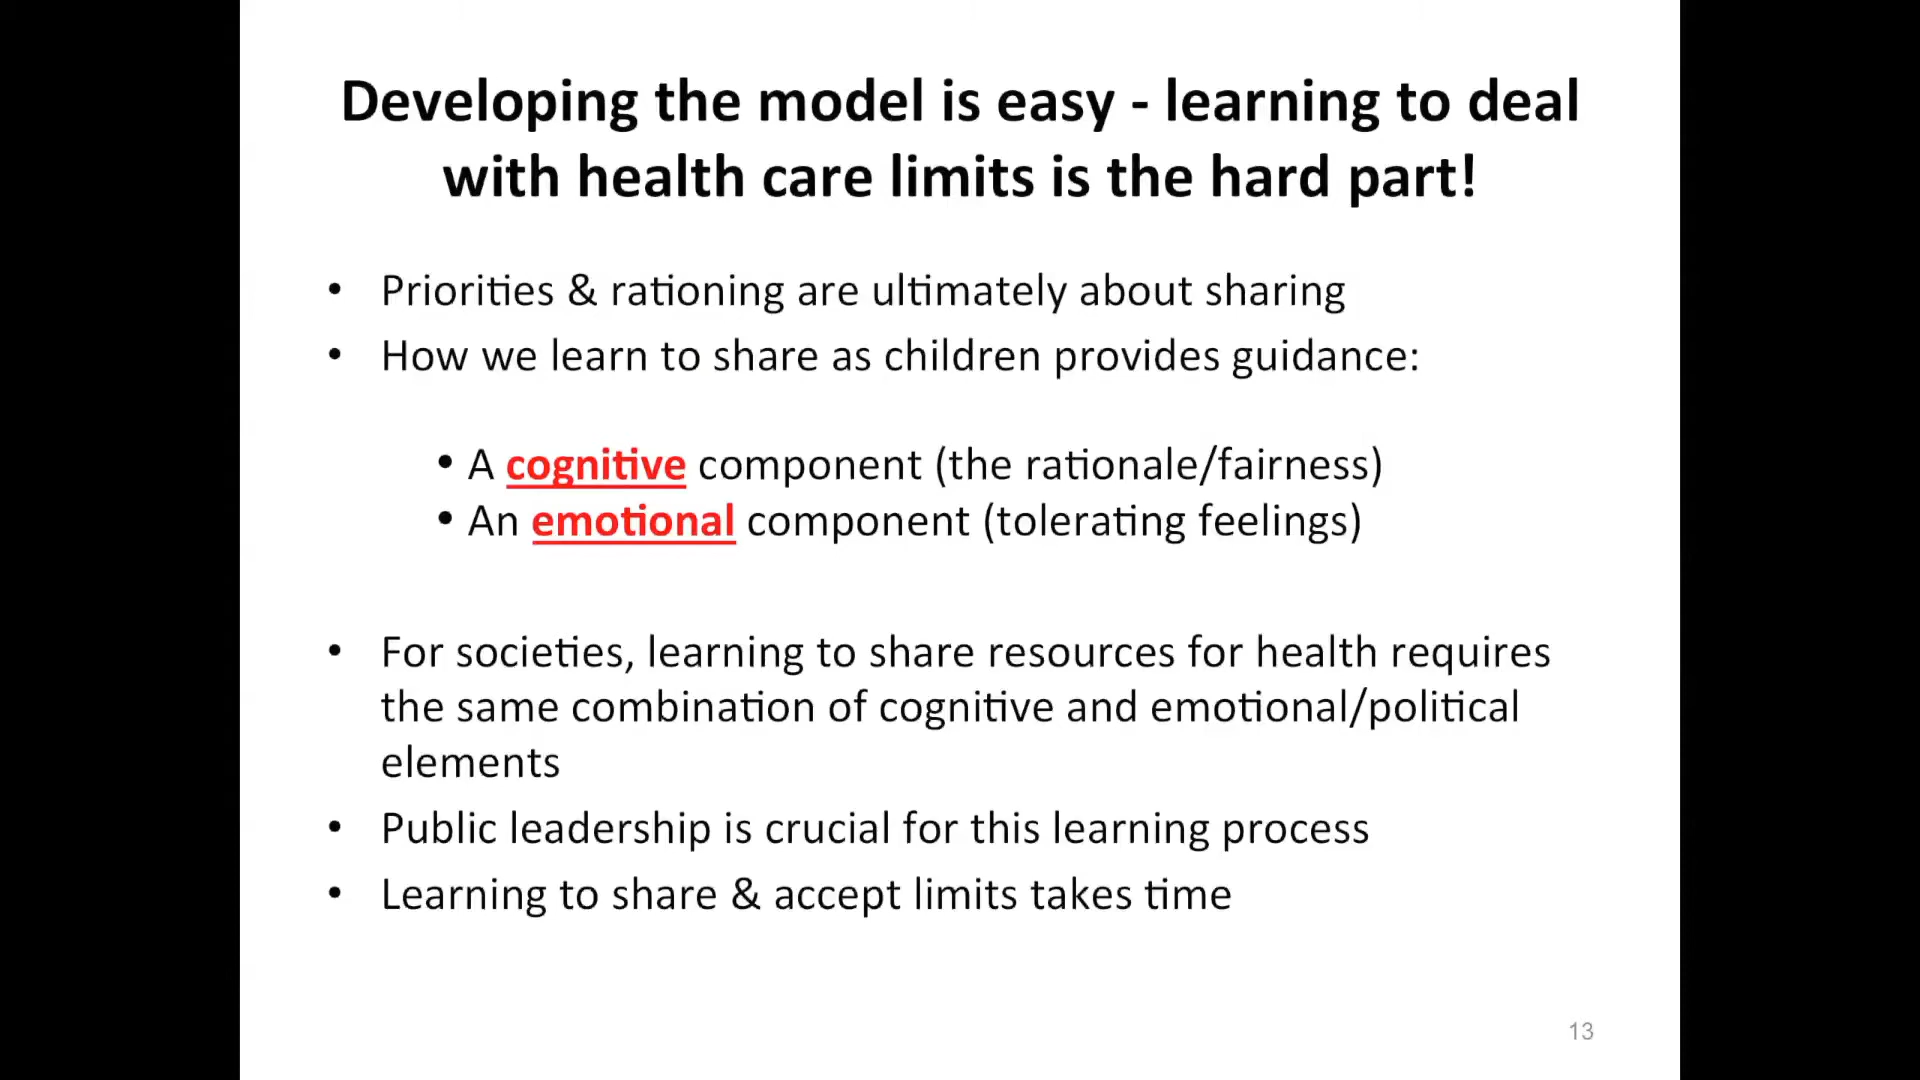 Developing the model is easy - learning to deal
with health care limits is the hard part!
• Priorities & rationing are ultimately about sharing
• How we learn to share as children provides guidance:
• A cognitive component (the rationale/fairness)
• An emotional component (tolerating feelings)
• For societies, learning to share resources for health requires
the same combination of cognitive and emotional/political
elements
• Public leadership is crucial for this learning process
• Learning to share & accept limits takes time
13